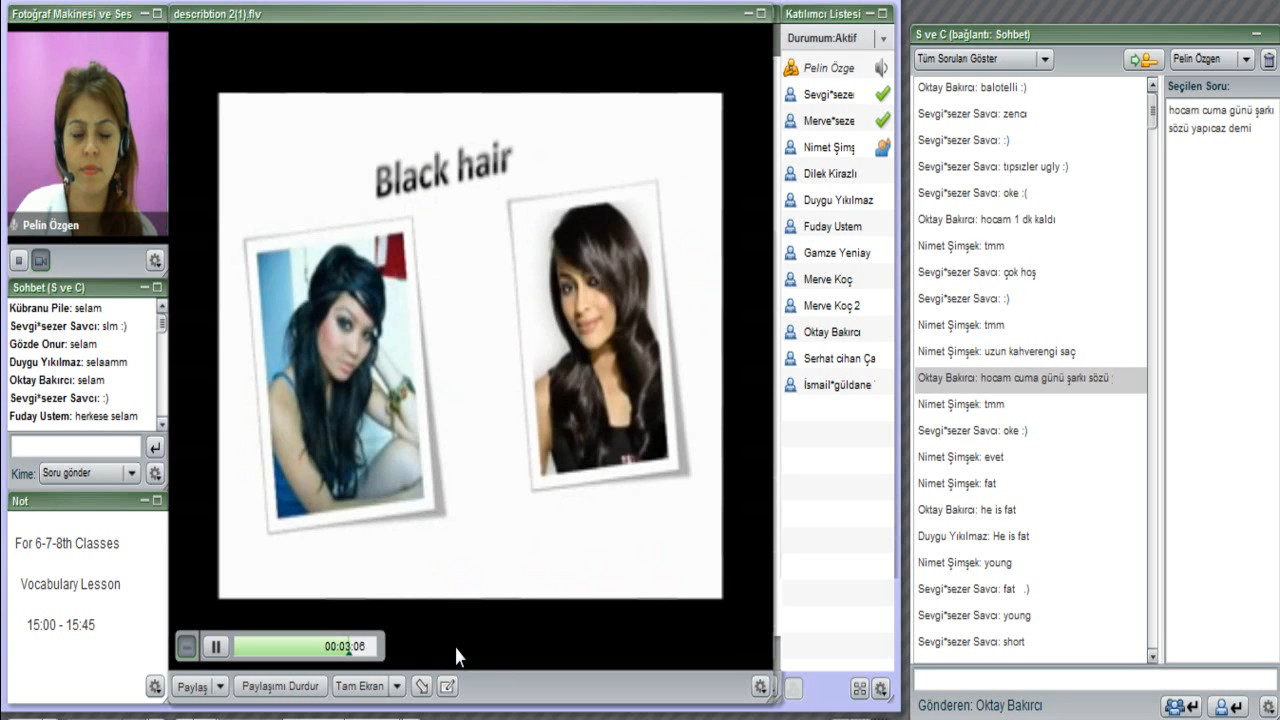 Fotoğraf Makinesi ve Ses
Pelin Özgen
Sohbet (S ve C)
Kübranu Pile: selam
Sevgi*sezer Savcı: slm :)
Gözde Onur: selam
Duygu Yıkılmaz: selaamm
Oktay Bakırcı: selam
Sevgi*sezer Savcı: :)
Fuday Ustem: herkese selam
Kime: Soru gönder
Not
For 6-7-8th Classes
Vocabulary Lesson
15:00 - 15:45
describtion 2(1).flv
Black hair
00:03:06
Paylaş
Paylaşımı Durdur
Tam Ekran
Katılımcı Listesi
Durumum:Aktif
Pelin Özge
Sevgi*sezer
Merve*seze
Nimet Şimş
Dilek Kirazlı
Duygu Yıkılmaz
Fuday Ustem
Gamze Yeniay
Merve Koç
Merve Koç 2
Oktay Bakırcı
Serhat cihan Ça
İsmail*güldane
S ve C (bağlantı: Sohbet)
Tüm Soruları Göster
Pelin Özgen
Oktay Bakırcı: balotelli :)
Sevgi*sezer Savcı: zencı
Sevgi*sezer Savcı: :)
Sevgi*sezer Savcı: tıpsızler ugly :)
Sevgi*sezer Savcı: oke :(
Oktay Bakırcı: hocam 1 dk kaldı
Nimet Şimşek: tmm
Sevgi*sezer Savcı: çok hoş
Sevgi*sezer Savcı: :)
Nimet Şimşek: tmm
Nimet Şimşek: uzun kahverengi saç
Oktay Bakırcı: hocam cuma günü şarkı sözü
Nimet Şimşek: tmm
Sevgi*sezer Savcı: oke :)
Nimet Şimşek: evet
Nimet Şimşek: fat
Oktay Bakırcı: he is fat
Duygu Yıkılmaz: He is fat
Nimet Şimşek: young
Sevgi*sezer Savcı: fat .)
Sevgi*sezer Savcı: young
Sevgi*sezer Savcı: short
Seçilen Soru:
hocam cuma günü şarkı
sözü yapıcaz demi
Gönderen: Oktay Bakırcı